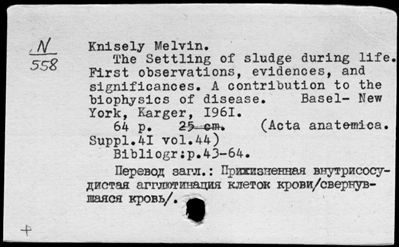 N
558
Knisely Melvin.
The Settling of sludge during life.
First observations, evidences, and
significances. A contribution to the
biophysics of disease. Basel- New
York, Karger, I96I.
64 p. 25 cm. (Acta anatomica.
Suppl.4I vol.44)
Bibliogr:p.43-64.
Перевод загл.: Прижизненная внутрисосу-
дистая агглютинация клеток крови/свернув-
шаяся кровь/.
+